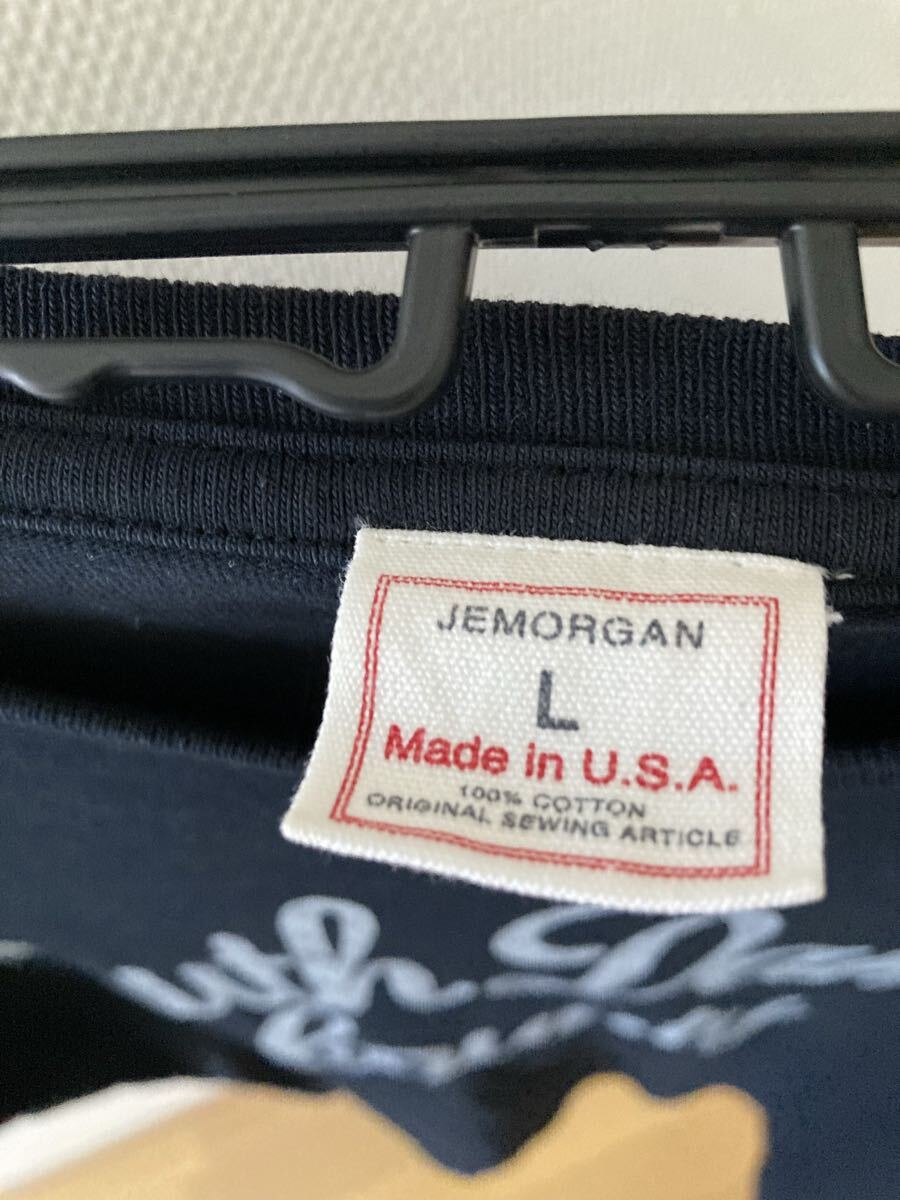 JEMORGAN
L
Made in U.S.A.
100% COTTON
ORIGINAL SEWING ARTICLE